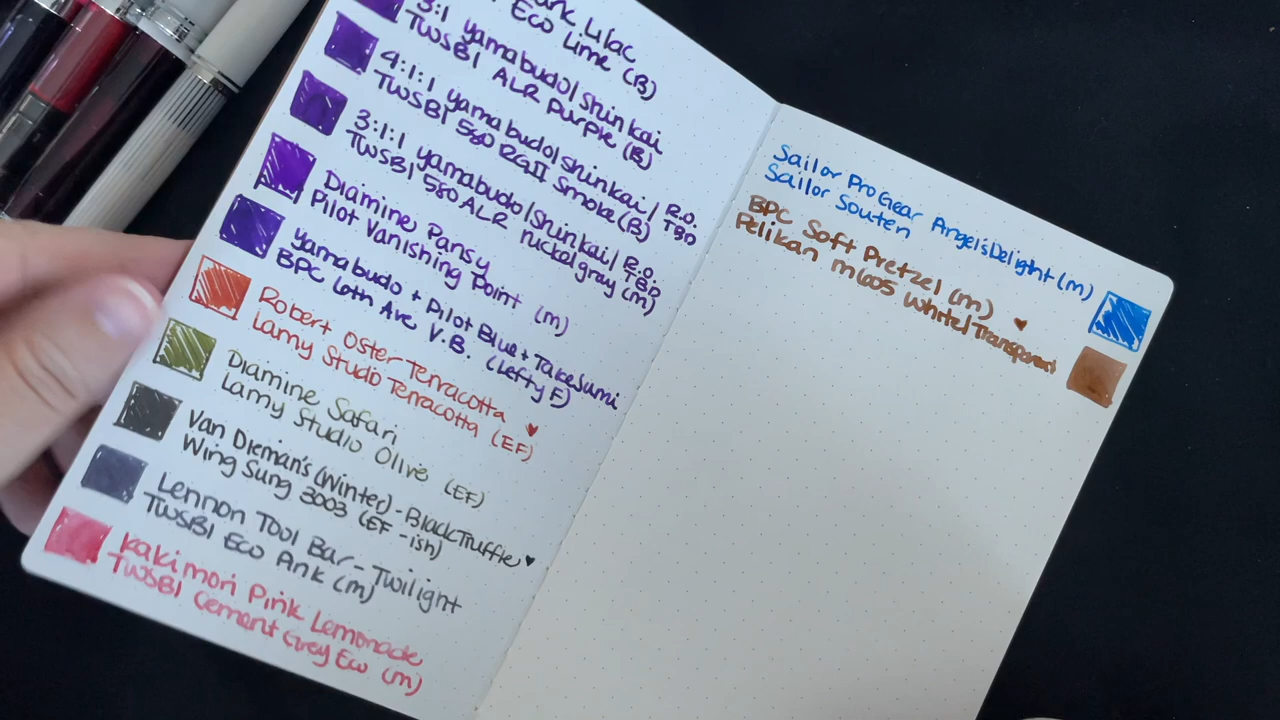 Lilac
Eco Lime (B)
3:1 yamabudo/shinkai
TWSBI ALR Purple (B)
4:1:1 yamabudo/shinkai/R.O. TBD
TWSBI 580 RGII Smoke (B)
3:1:1 yamabudo/shinkai/R.O. TBD
TWSBI 580 ALR nickel gray (m)
Diamine Pansy
Pilot Vanishing Point (m)
yamabudo + Pilot Blue + Takesumi
BPC 6th Ave V.B. (Lefty F)
Robert Oster Terracotta ♥
Lamy Studio Terracotta (EF)
Diamine Safari
Lamy Studio Olive (EF)
Van Dieman's (Winter) - Black Truffle ♥
Wing Sung 3003 (EF-ish)
Lennon Tool Bar - Twilight
TWSBI Eco Ank (m)
Kakimori Pink Lemonade
TWSBI Cement Grey Eco (m)
Sailor ProGear Angel's Delight (m)
Sailor Souten
BPC Soft Pretzel (m) ♥
Pelikan m605 White/Transparent